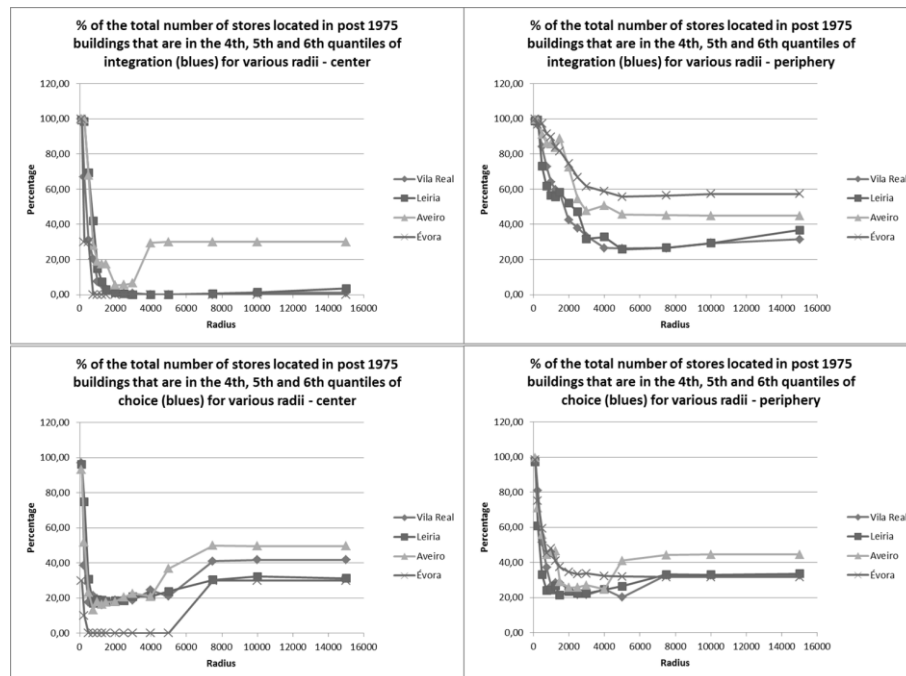 % of the total number of stores located in post 1975
buildings that are in the 4th, 5th and 6th quantiles of
integration (blues) for various radii - center
120,00
100,00
80,00
60,00
40,00
20,00
0,00
Percentage
0 2000 4000 6000 8000 10000 12000 14000 16000
Radius
Vila Real
Leiria
Aveiro
Évora
% of the total number of stores located in post 1975
buildings that are in the 4th, 5th and 6th quantiles of
integration (blues) for various radii - periphery
120,00
100,00
80,00
60,00
40,00
20,00
0,00
Percentage
0 2000 4000 6000 8000 10000 12000 14000 16000
Radius
Vila Real
Leiria
Aveiro
Évora
% of the total number of stores located in post 1975
buildings that are in the 4th, 5th and 6th quantiles of
choice (blues) for various radii - center
120,00
100,00
80,00
60,00
40,00
20,00
0,00
Percentage
0 2000 4000 6000 8000 10000 12000 14000 16000
Radius
Vila Real
Leiria
Aveiro
Évora
% of the total number of stores located in post 1975
buildings that are in the 4th, 5th and 6th quantiles of
choice (blues) for various radii - periphery
120,00
100,00
80,00
60,00
40,00
20,00
0,00
Percentage
0 2000 4000 6000 8000 10000 12000 14000 16000
Radius
Vila Real
Leiria
Aveiro
Évora